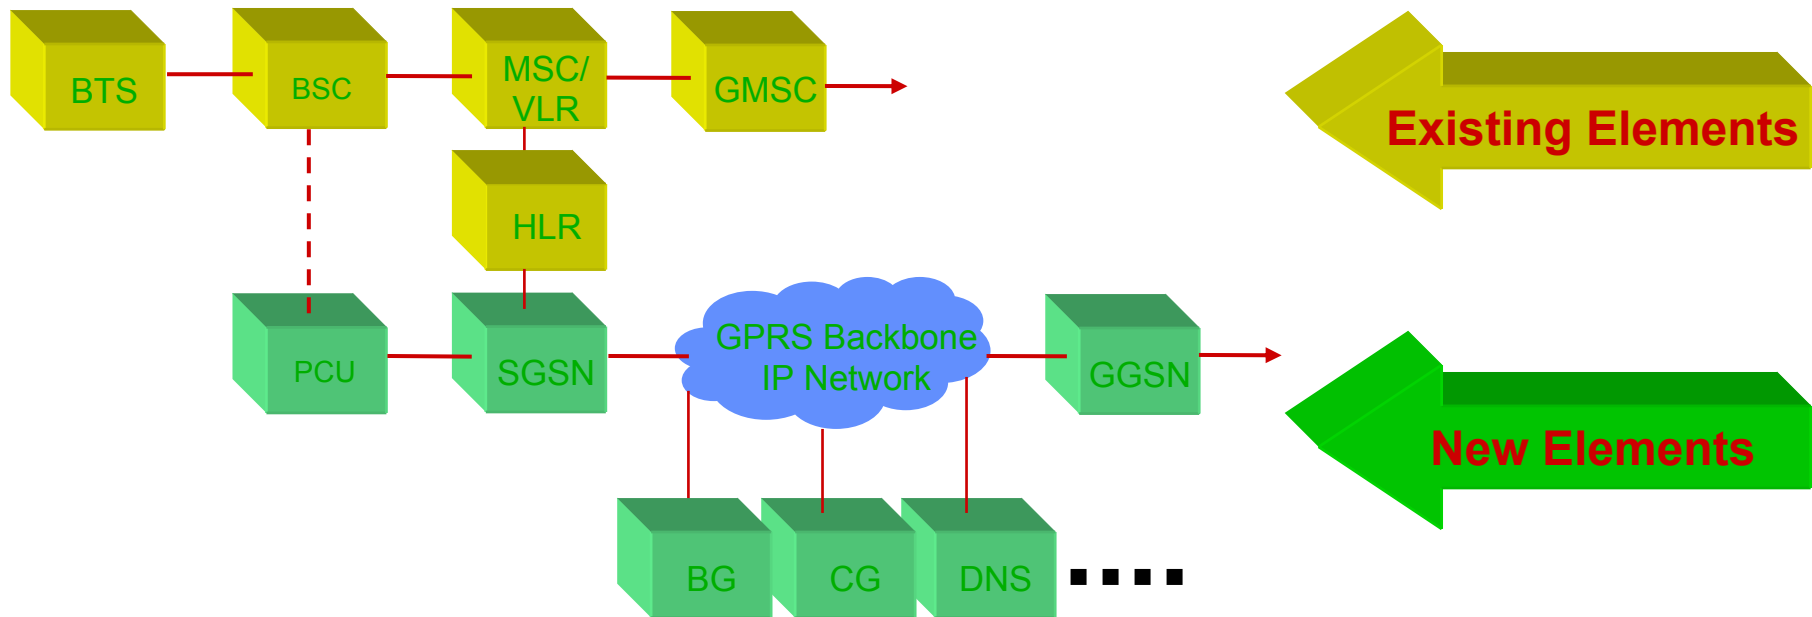 BTS
BSC
MSC/
VLR
GMSC
Existing Elements
HLR
PCU
SGSN
GPRS Backbone
IP Network
GGSN
New Elements
BG
CG
DNS